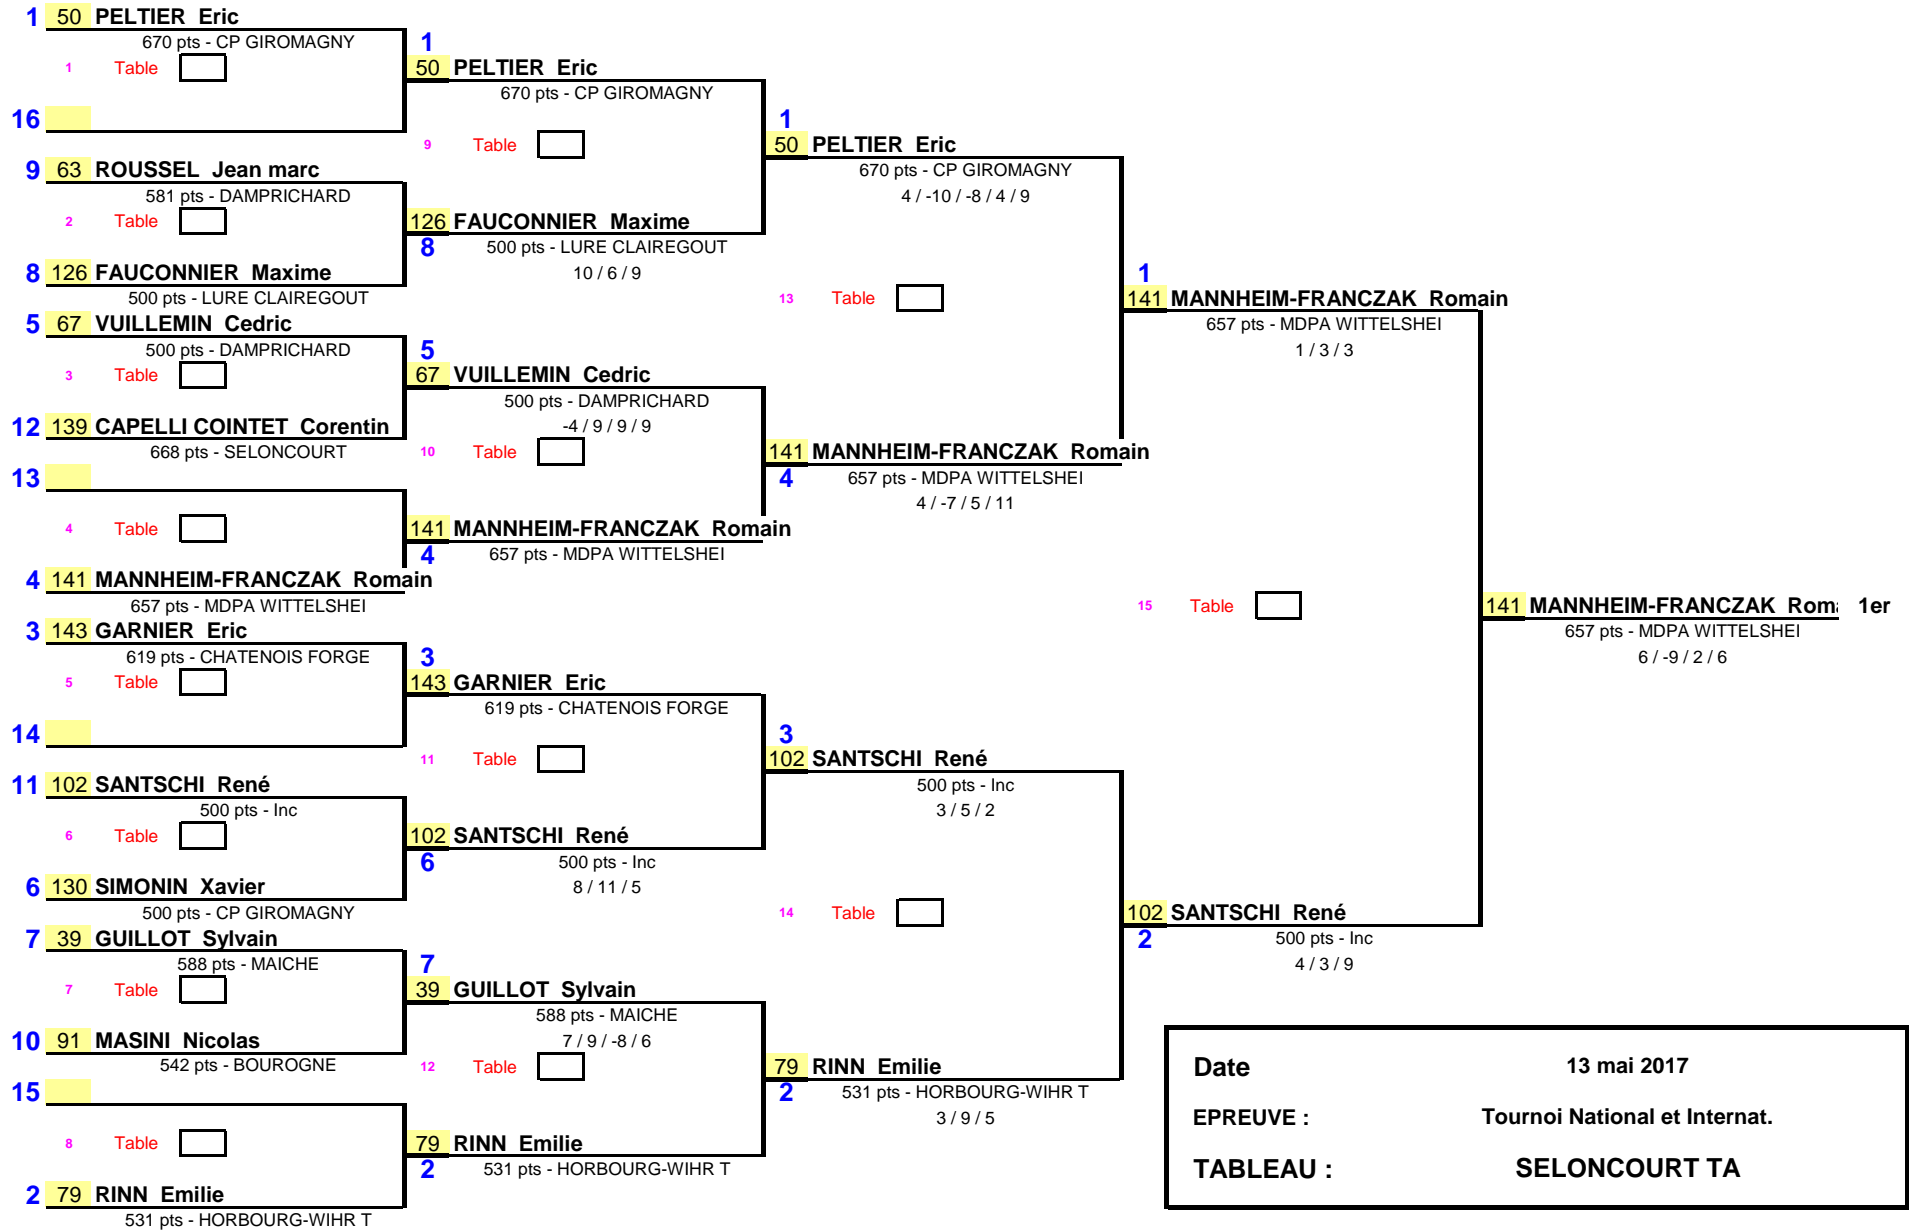 1 50 PELTIER Eric
670 pts - CP GIROMAGNY
1 Table
16
9 63 ROUSSEL Jean marc
581 pts - DAMPRICHARD
2 Table
8 126 FAUCONNIER Maxime
500 pts - LURE CLAIREGOUT
5 67 VUILLEMIN Cedric
500 pts - DAMPRICHARD
3 Table
12 139 CAPELLI COINTET Corentin
668 pts - SELONCOURT
13
4 Table
4 141 MANNHEIM-FRANCZAK Romain
657 pts - MDPA WITTELSHEI
3 143 GARNIER Eric
619 pts - CHATENOIS FORGE
5 Table
14
11 102 SANTSCHI René
500 pts - Inc
6 Table
6 130 SIMONIN Xavier
500 pts - CP GIROMAGNY
7 39 GUILLOT Sylvain
588 pts - MAICHE
7 Table
10 91 MASINI Nicolas
542 pts - BOUROGNE
15
8 Table
2 79 RINN Emilie
531 pts - HORBOURG-WIHR T
1
50 PELTIER Eric
670 pts - CP GIROMAGNY
9 Table
126 FAUCONNIER Maxime
8
500 pts - LURE CLAIREGOUT
10 / 6 / 9
5
67 VUILLEMIN Cedric
500 pts - DAMPRICHARD
-4 / 9 / 9 / 9
10 Table
141 MANNHEIM-FRANCZAK Romain
4
657 pts - MDPA WITTELSHEI
3
143 GARNIER Eric
619 pts - CHATENOIS FORGE
11 Table
102 SANTSCHI René
6
500 pts - Inc
8 / 11 / 5
7
39 GUILLOT Sylvain
588 pts - MAICHE
7 / 9 / -8 / 6
12 Table
79 RINN Emilie
2
531 pts - HORBOURG-WIHR T
1
50 PELTIER Eric
670 pts - CP GIROMAGNY
4 / -10 / -8 / 4 / 9
13 Table
141 MANNHEIM-FRANCZAK Romain
4
657 pts - MDPA WITTELSHEI
4 / -7 / 5 / 11
3
102 SANTSCHI René
500 pts - Inc
3 / 5 / 2
14 Table
79 RINN Emilie
2
531 pts - HORBOURG-WIHR T
3 / 9 / 5
1
141 MANNHEIM-FRANCZAK Romain
657 pts - MDPA WITTELSHEI
1 / 3 / 3
15 Table
102 SANTSCHI René
2
500 pts - Inc
4 / 3 / 9
141 MANNHEIM-FRANCZAK Roma 1er
657 pts - MDPA WITTELSHEI
6 / -9 / 2 / 6
Date 13 mai 2017
EPREUVE : Tournoi National et Internat.
TABLEAU : SELONCOURT TA